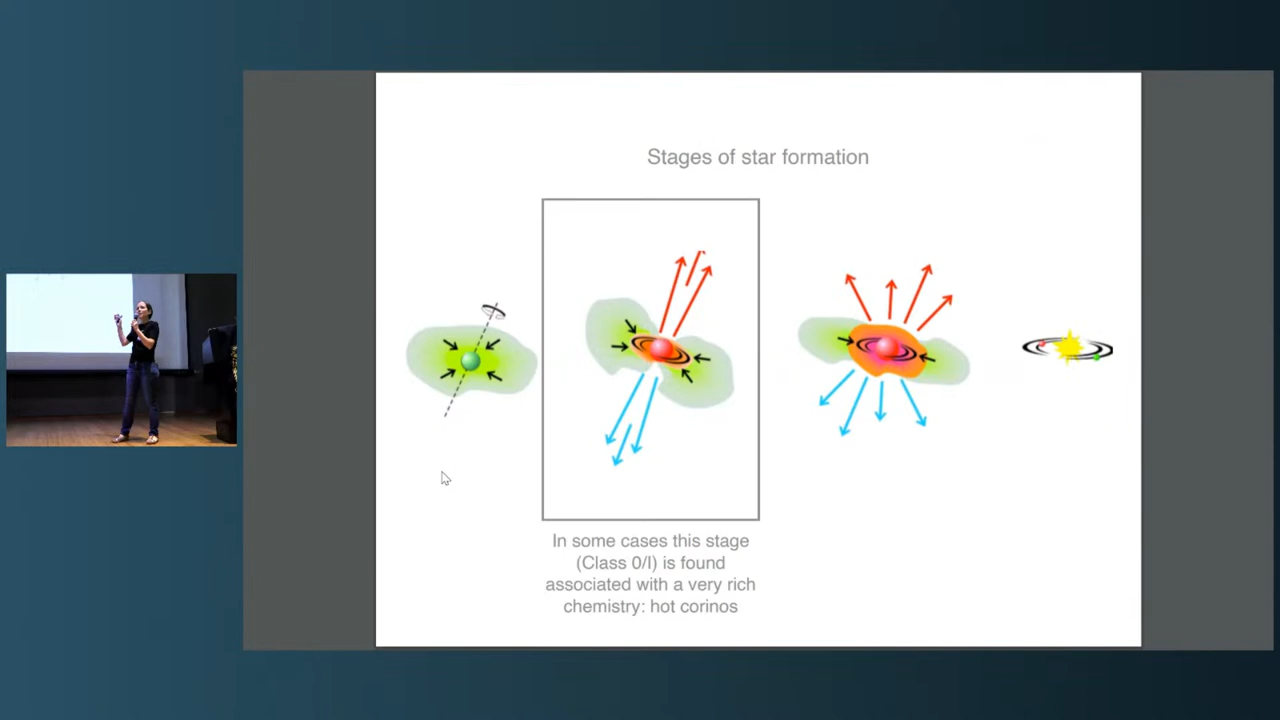 Stages of star formation
In some cases this stage
(Class 0/I) is found
associated with a very rich
chemistry: hot corinos